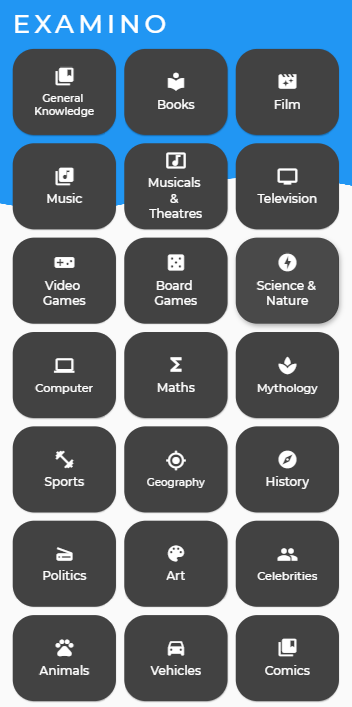 EXAMINO
General
Knowledge
Books
Film
Music
Musicals
&
Theatres
Television
Video
Games
Board
Games
Science &
Nature
Computer
Maths
Mythology
Sports
Geography
History
Politics
Art
Celebrities
Animals
Vehicles
Comics